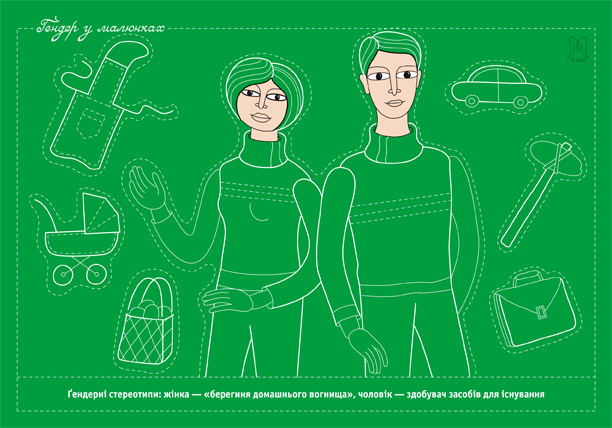 Ґендер у малюнках
Ґендерні стереотипи: жінка — «берегиня домашнього вогнища», чоловік — здобувач засобів для існування